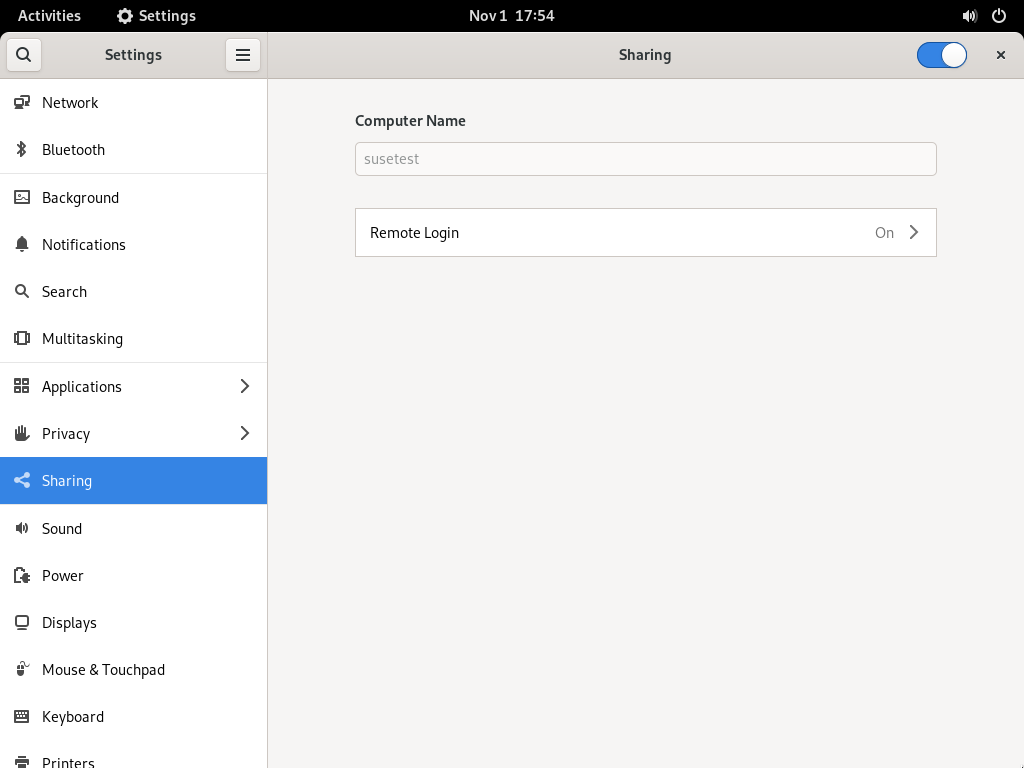 Activities Settings Nov 1 17:54
Settings Sharing
Network
Bluetooth
Background
Notifications
Search
Multitasking
Applications
Privacy
Sharing
Sound
Power
Displays
Mouse & Touchpad
Keyboard
Printers
Computer Name
susetest
Remote Login On